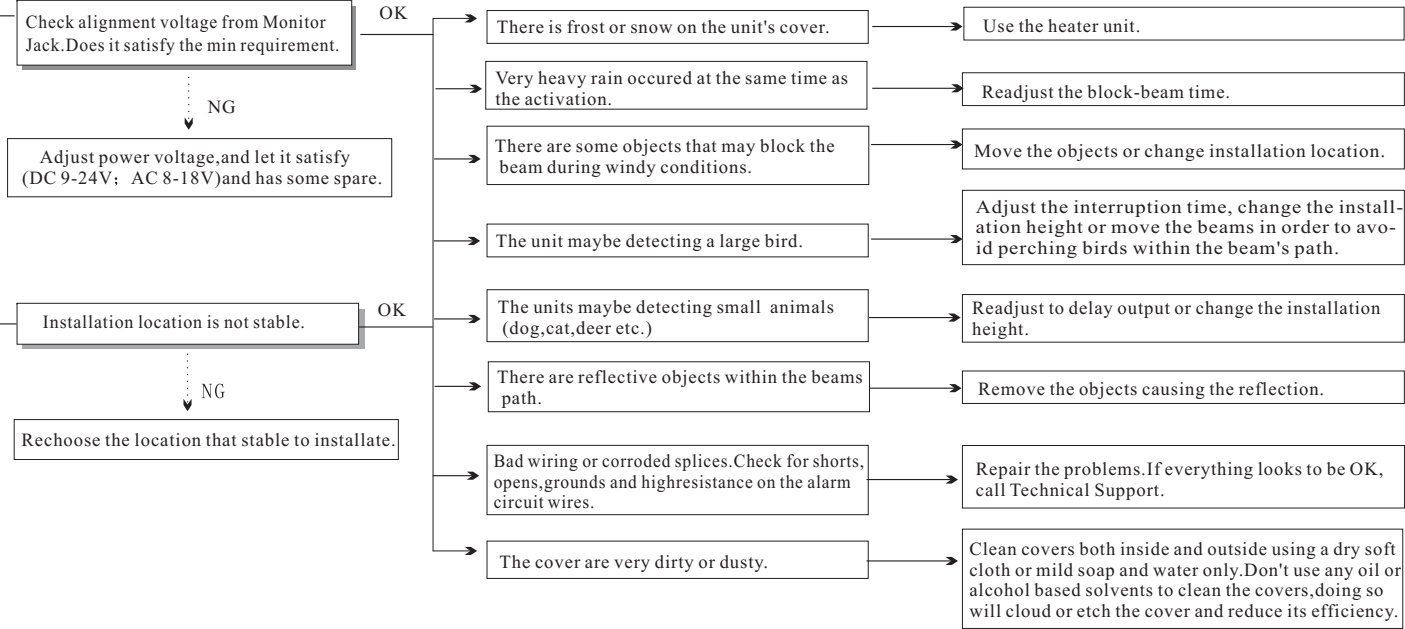 Check alignment voltage from Monitor
Jack.Does it satisfy the min requirement.
OK
NG
Adjust power voltage,and let it satisfy
(DC 9-24V；AC 8-18V)and has some spare.
Installation location is not stable.
OK
NG
Rechoose the location that stable to installate.
There is frost or snow on the unit's cover.
Use the heater unit.
Very heavy rain occured at the same time as
the activation.
Readjust the block-beam time.
There are some objects that may block the
beam during windy conditions.
Move the objects or change installation location.
The unit maybe detecting a large bird.
Adjust the interruption time, change the install-
ation height or move the beams in order to avo-
id perching birds within the beam's path.
The units maybe detecting small animals
(dog,cat,deer etc.)
Readjust to delay output or change the installation
height.
There are reflective objects within the beams
path.
Remove the objects causing the reflection.
Bad wiring or corroded splices.Check for shorts,
opens,grounds and highresistance on the alarm
circuit wires.
Repair the problems.If everything looks to be OK,
call Technical Support.
The cover are very dirty or dusty.
Clean covers both inside and outside using a dry soft
cloth or mild soap and water only.Don't use any oil or
alcohol based solvents to clean the covers,doing so
will cloud or etch the cover and reduce its efficiency.